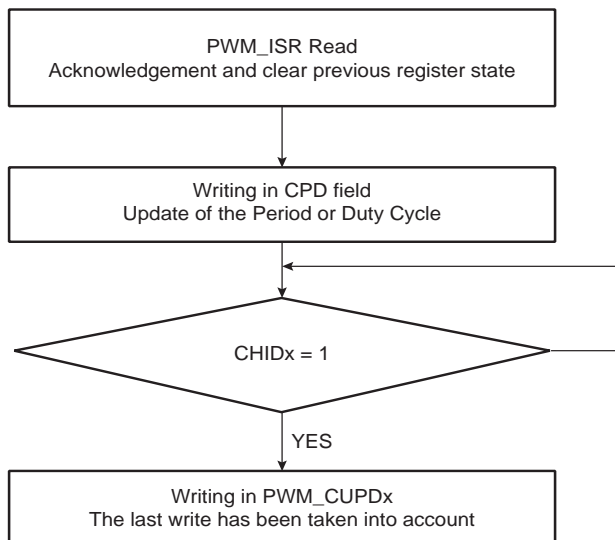 PWM_ISR Read
Acknowledgement and clear previous register state
Writing in CPD field
Update of the Period or Duty Cycle
CHIDx = 1
YES
Writing in PWM_CUPDx
The last write has been taken into account